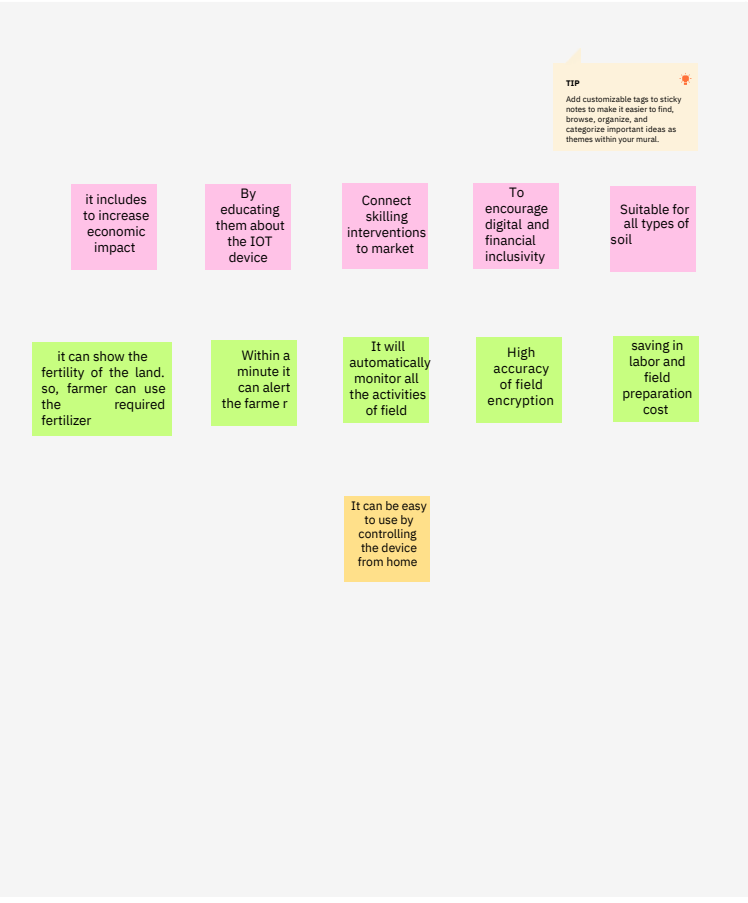 TIP
Add customizable tags to sticky
notes to make it easier to find,
browse, organize, and
categorize important ideas as
themes within your mural.
it includes
to increase
economic
impact
By
educating
them about
the IOT
device
Connect
skilling
interventions
to market
To
encourage
digital and
financial
inclusivity
Suitable for
all types of
soil
it can show the
fertility of the land.
so, farmer can use
the required
fertilizer
Within a
minute it
can alert
the farme r
It will
automatically
monitor all
the activities
of field
High
accuracy
of field
encryption
saving in
labor and
field
preparation
cost
It can be easy
to use by
controlling
the device
from home